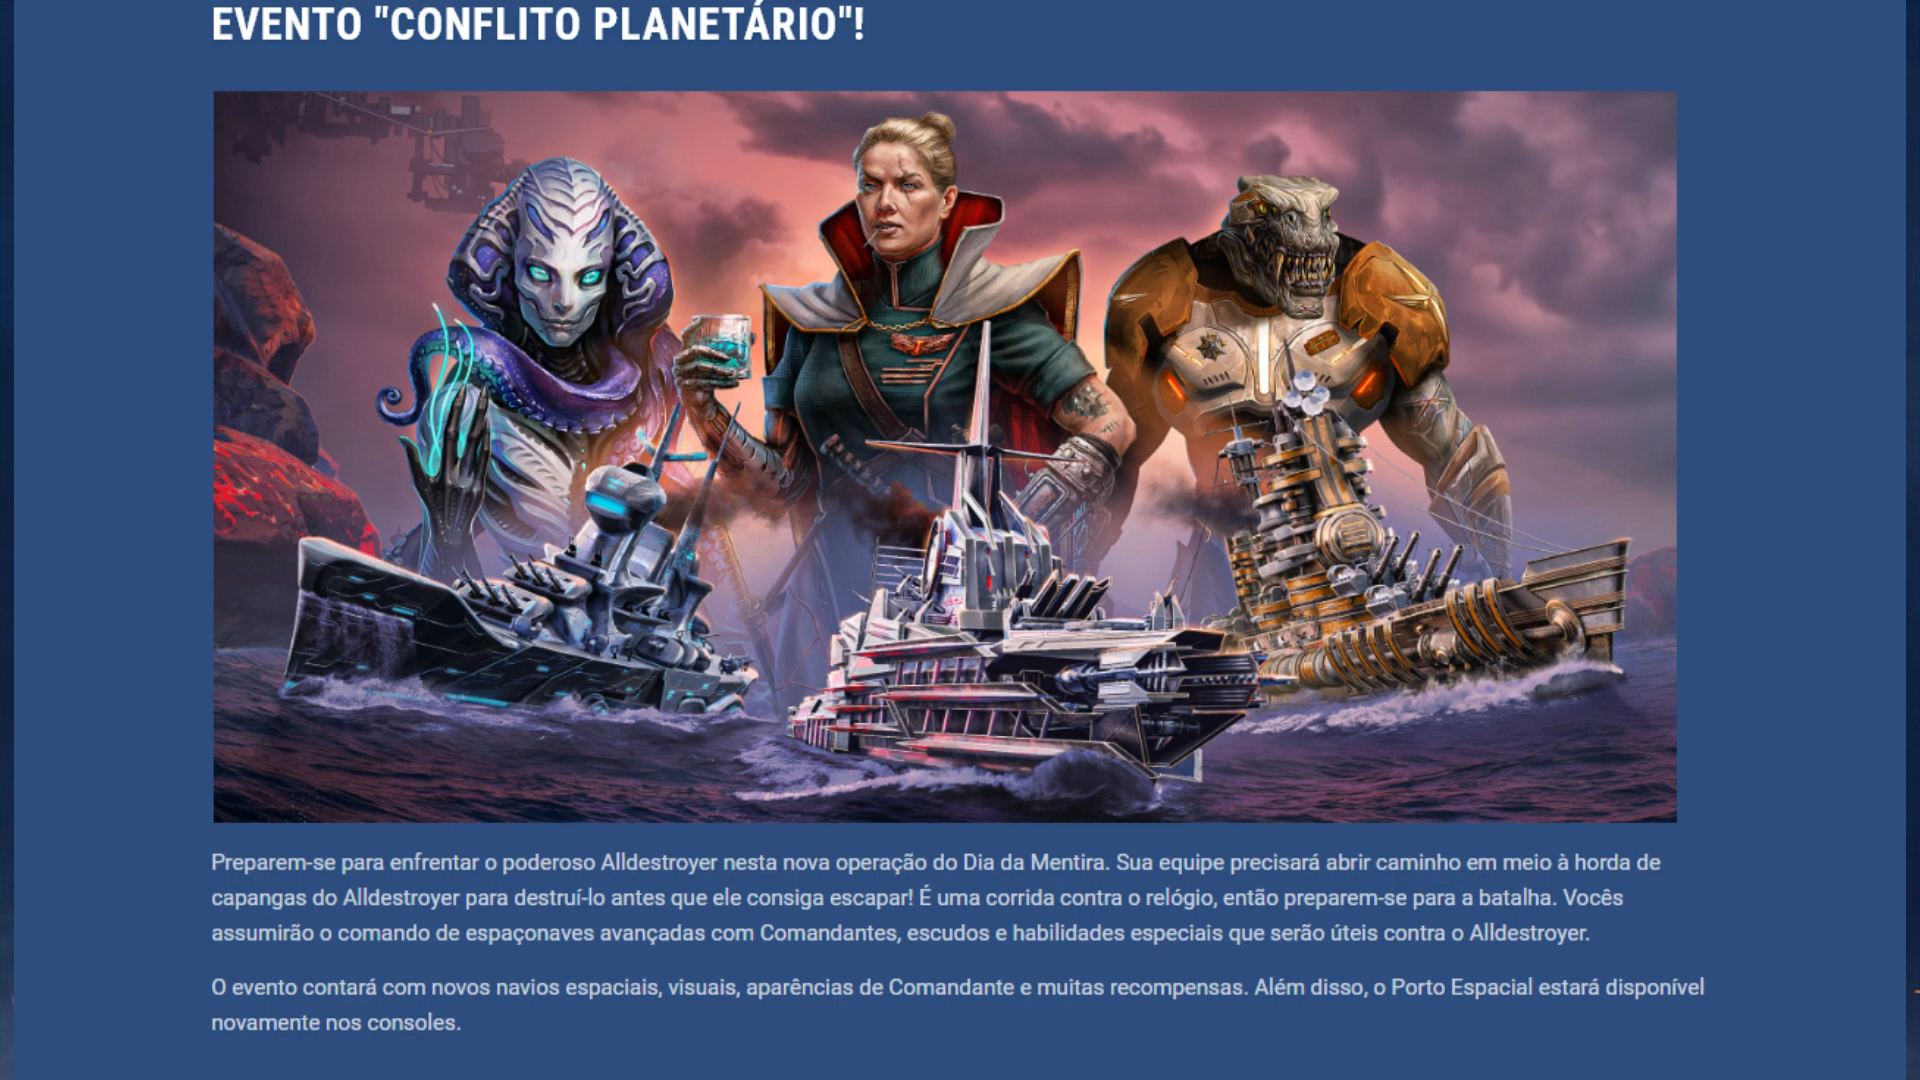 EVENTO "CONFLITO PLANETÁRIO"!
Preparem-se para enfrentar o poderoso Alldestroyer nesta nova operação do Dia da Mentira. Sua equipe precisará abrir caminho em meio à horda de
capangas do Alldestroyer para destruí-lo antes que ele consiga escapar! É uma corrida contra o relógio, então preparem-se para a batalha. Vocês
assumirão o comando de espaçonaves avançadas com Comandantes, escudos e habilidades especiais que serão úteis contra o Alldestroyer.
O evento contará com novos navios espaciais, visuais, aparências de Comandante e muitas recompensas. Além disso, o Porto Espacial estará disponível
novamente nos consoles.